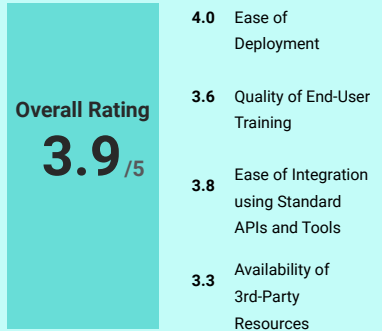 Overall Rating
3.9/5
4.0 Ease of
Deployment
3.6 Quality of End-User
Training
3.8 Ease of Integration
using Standard
APIs and Tools
3.3 Availability of
3rd-Party
Resources